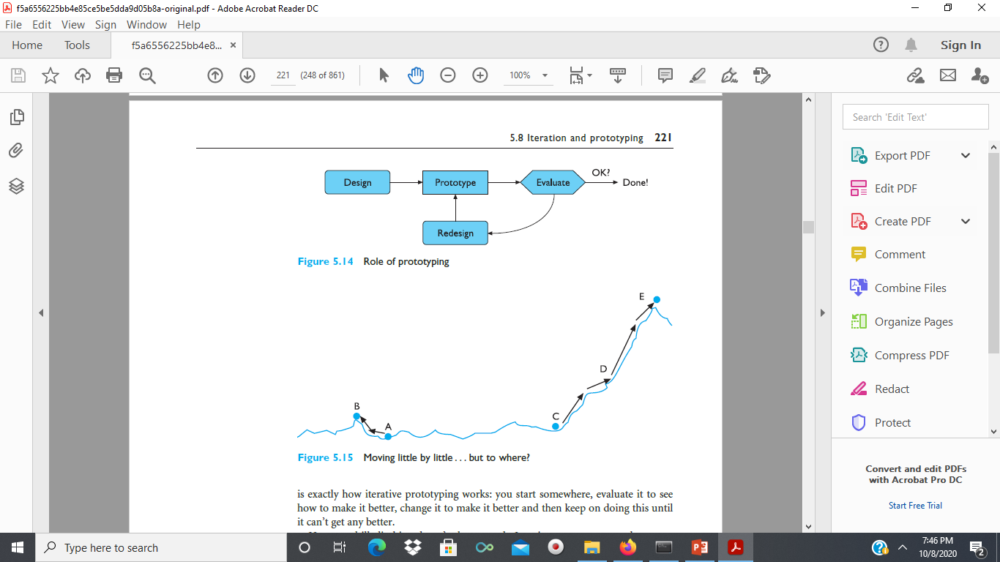 f5a6556225bb4e85ce5be5dda9d05b8a-original.pdf - Adobe Acrobat Reader DC
File Edit View Sign Window Help
Home Tools f5a6556225bb4e8... × Sign In
221 (248 of 861) 100%
Search 'Edit Text'
Export PDF
Edit PDF
Create PDF
Comment
Combine Files
Organize Pages
Compress PDF
Redact
Protect
Convert and edit PDFs
with Acrobat Pro DC
Start Free Trial
5.8 Iteration and prototyping 221
Design Prototype Evaluate OK? Done!
Redesign
Figure 5.14 Role of prototyping
E
D
B
A C
Figure 5.15 Moving little by little . . . but to where?
is exactly how iterative prototyping works: you start somewhere, evaluate it to see
how to make it better, change it to make it better and then keep on doing this until
it can't get any better.
Type here to search
7:46 PM
10/8/2020
2